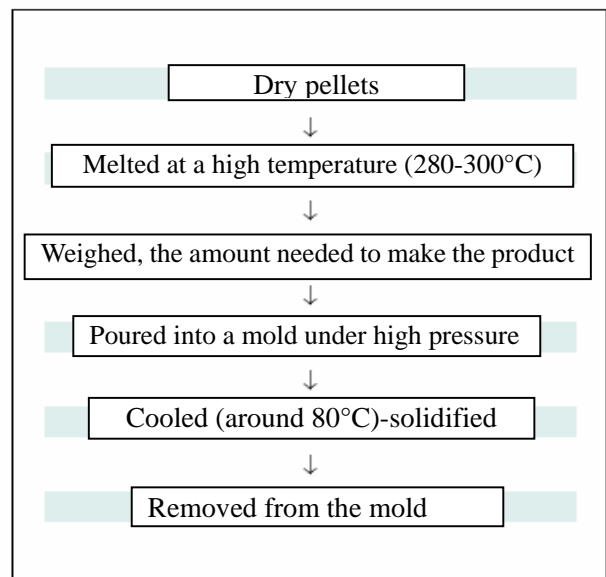 Dry pellets
↓
Melted at a high temperature (280-300°C)
↓
Weighed, the amount needed to make the product
↓
Poured into a mold under high pressure
↓
Cooled (around 80°C)-solidified
↓
Removed from the mold